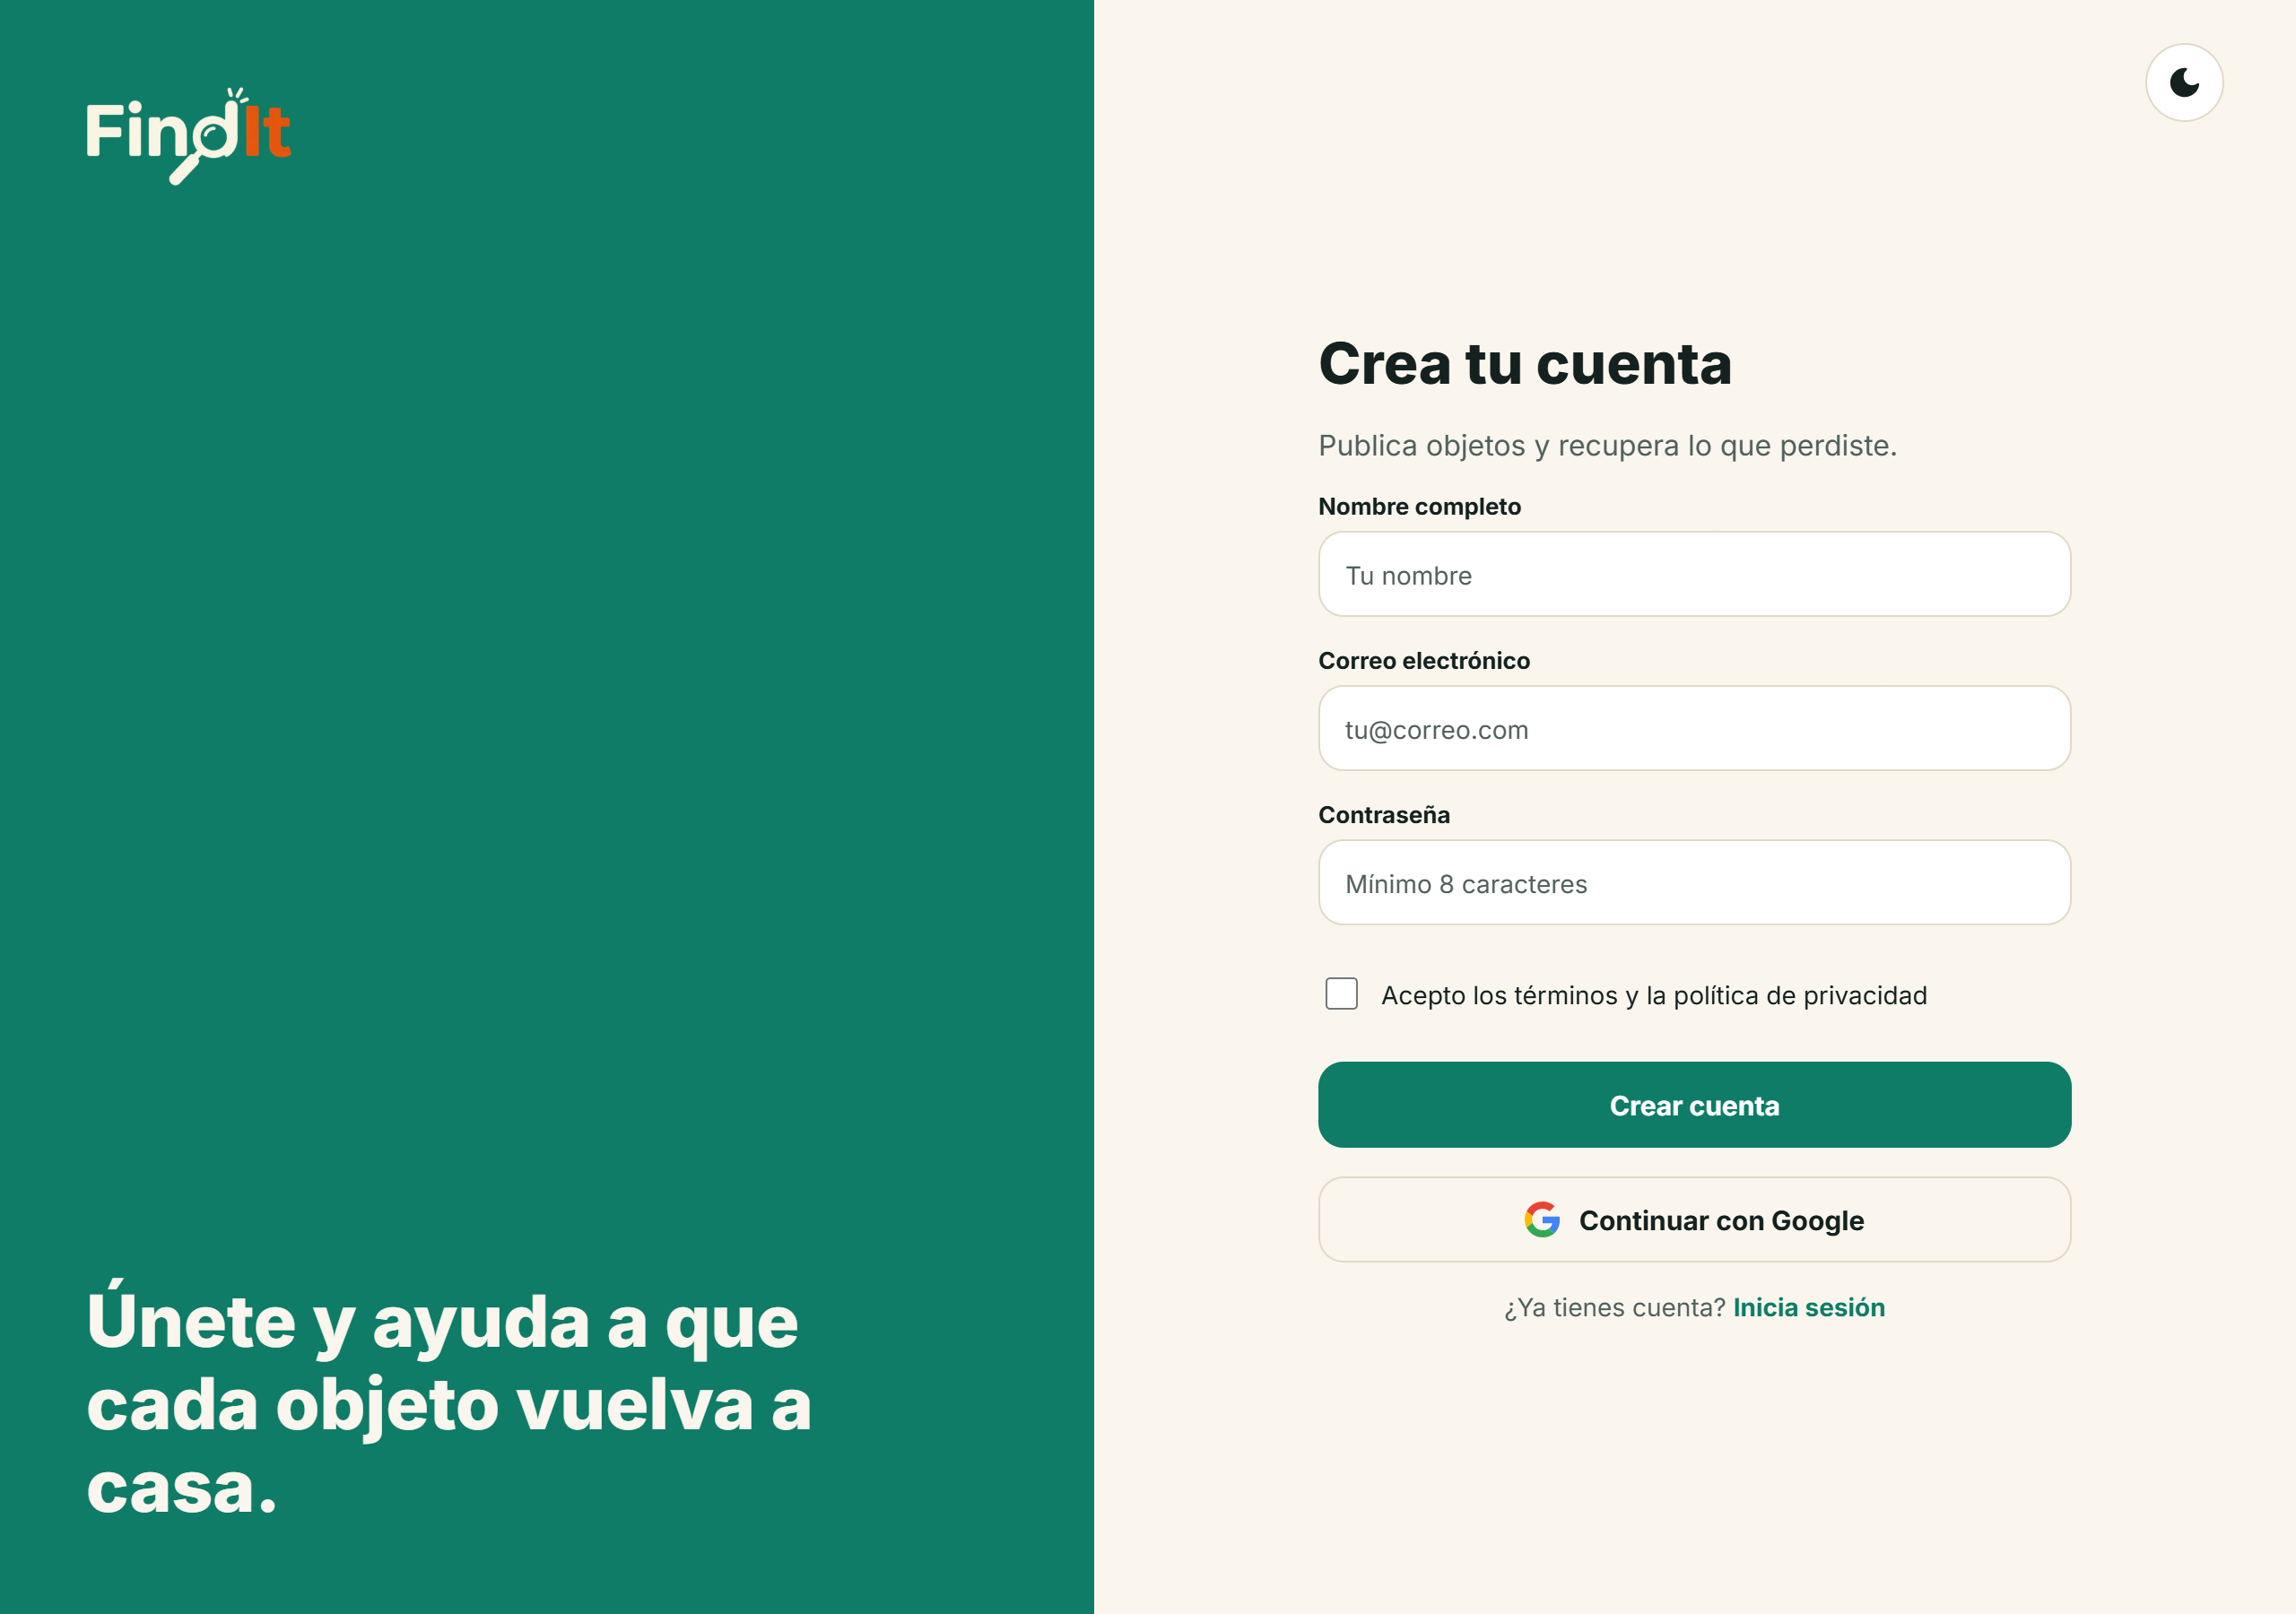 FindIt
Únete y ayuda a que
cada objeto vuelva a
casa.
Crea tu cuenta
Publica objetos y recupera lo que perdiste.
Nombre completo
Tu nombre
Correo electrónico
tu@correo.com
Contraseña
Mínimo 8 caracteres
Acepto los términos y la política de privacidad
Crear cuenta
Continuar con Google
¿Ya tienes cuenta? Inicia sesión